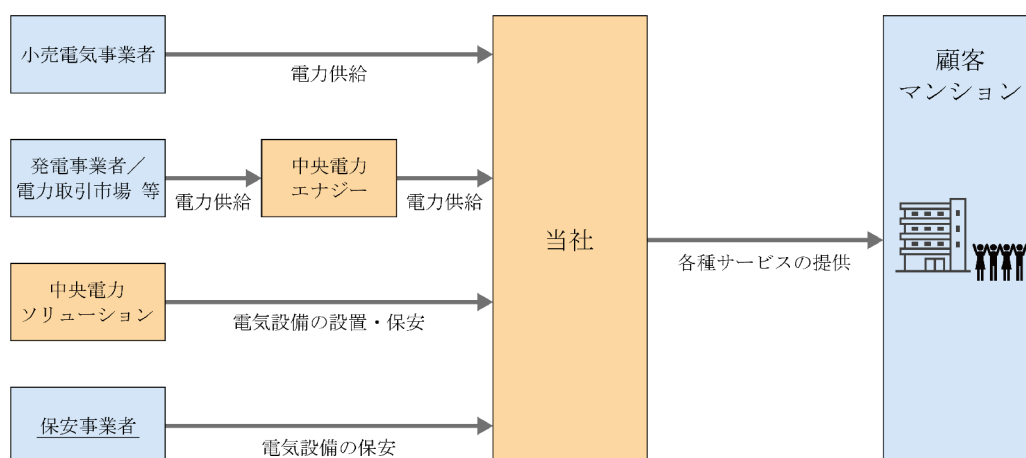 小売電気事業者
電力供給
発電事業者／
電力取引市場 等
電力供給
中央電力
エナジー
電力供給
中央電力
ソリューション
電気設備の設置・保安
保安事業者
電気設備の保安
当社
各種サービスの提供
顧客
マンション